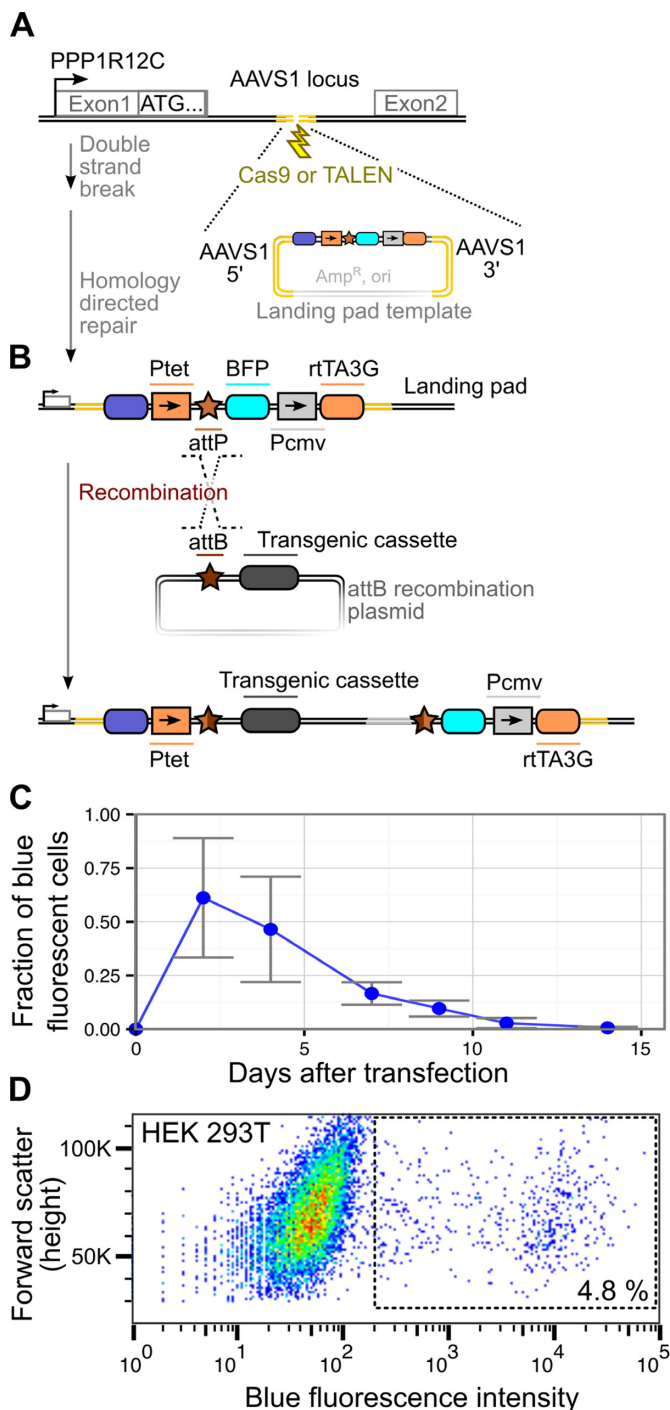 A
PPP1R12C
AAVS1 locus
Exon1 ATG... Exon2
Double
strand
break
Cas9 or TALEN
AAVS1
5'
AAVS1
3'
Amp^R, ori
Landing pad template
Homology
directed
repair
B
Ptet BFP rtTA3G
Landing pad
attP Pcmv
Recombination
attB Transgenic cassette
attB recombination
plasmid
Transgenic cassette Pcmv
Ptet rtTA3G
C
Fraction of blue
fluorescent cells
1.00
0.75
0.50
0.25
0.00
0 5 10 15
Days after transfection
D
Forward scatter
(height)
HEK 293T
100K
50K
4.8 %
10^0 10^1 10^2 10^3 10^4 10^5
Blue fluorescence intensity